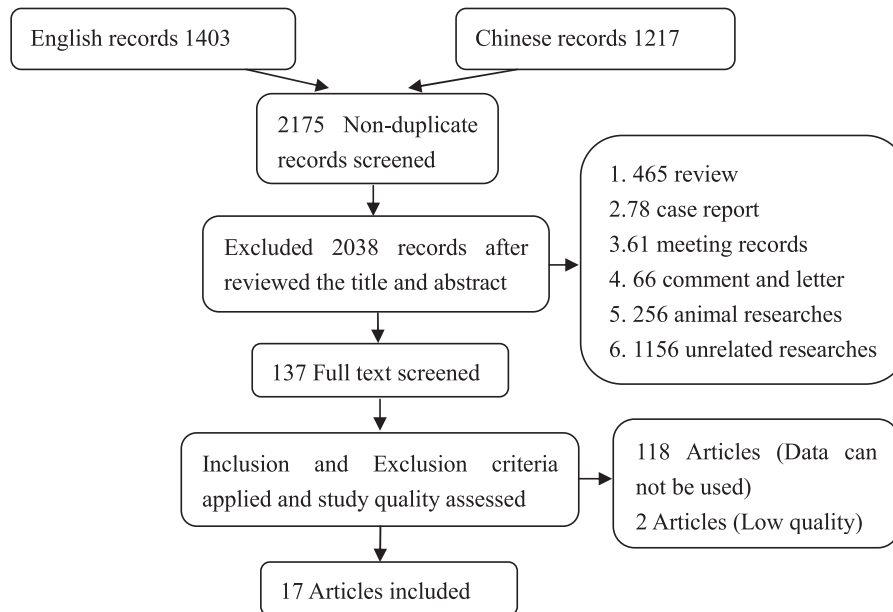 English records 1403
Chinese records 1217
2175 Non-duplicate
records screened
Excluded 2038 records after
reviewed the title and abstract
1. 465 review
2.78 case report
3.61 meeting records
4. 66 comment and letter
5. 256 animal researches
6. 1156 unrelated researches
137 Full text screened
Inclusion and Exclusion criteria
applied and study quality assessed
118 Articles (Data can
not be used)
2 Articles (Low quality)
17 Articles included